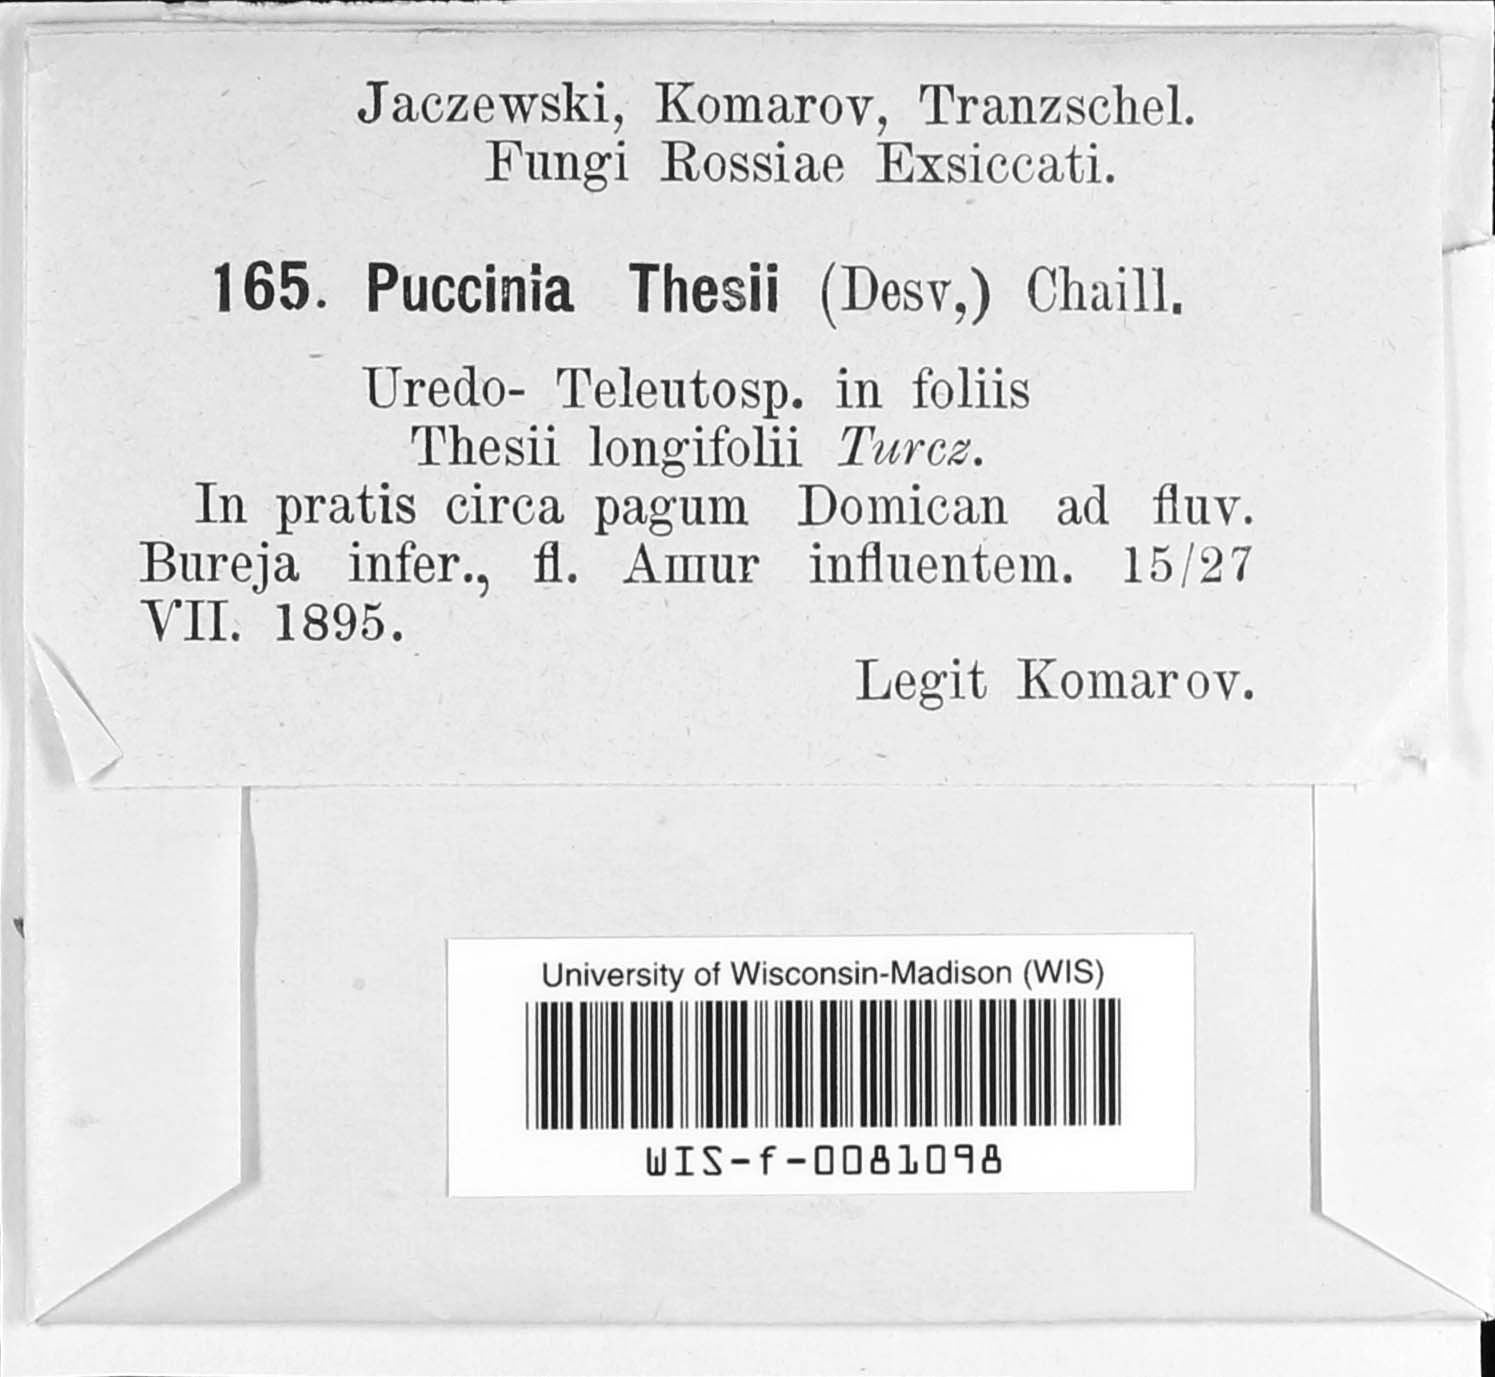 Jaczewski, Komarov, Tranzschel.
Fungi Rossiae Exsiccati.
165. Puccinia Thesii (Desv,) Chaill.
Uredo- Teleutosp. in foliis
Thesii longifolii Turcz.
In pratis circa pagum Domican ad fluv.
Bureja infer., fl. Amur influentem. 15/27
VII. 1895.
Legit Komarov.
University of Wisconsin-Madison (WIS)
WIS-f-0081098